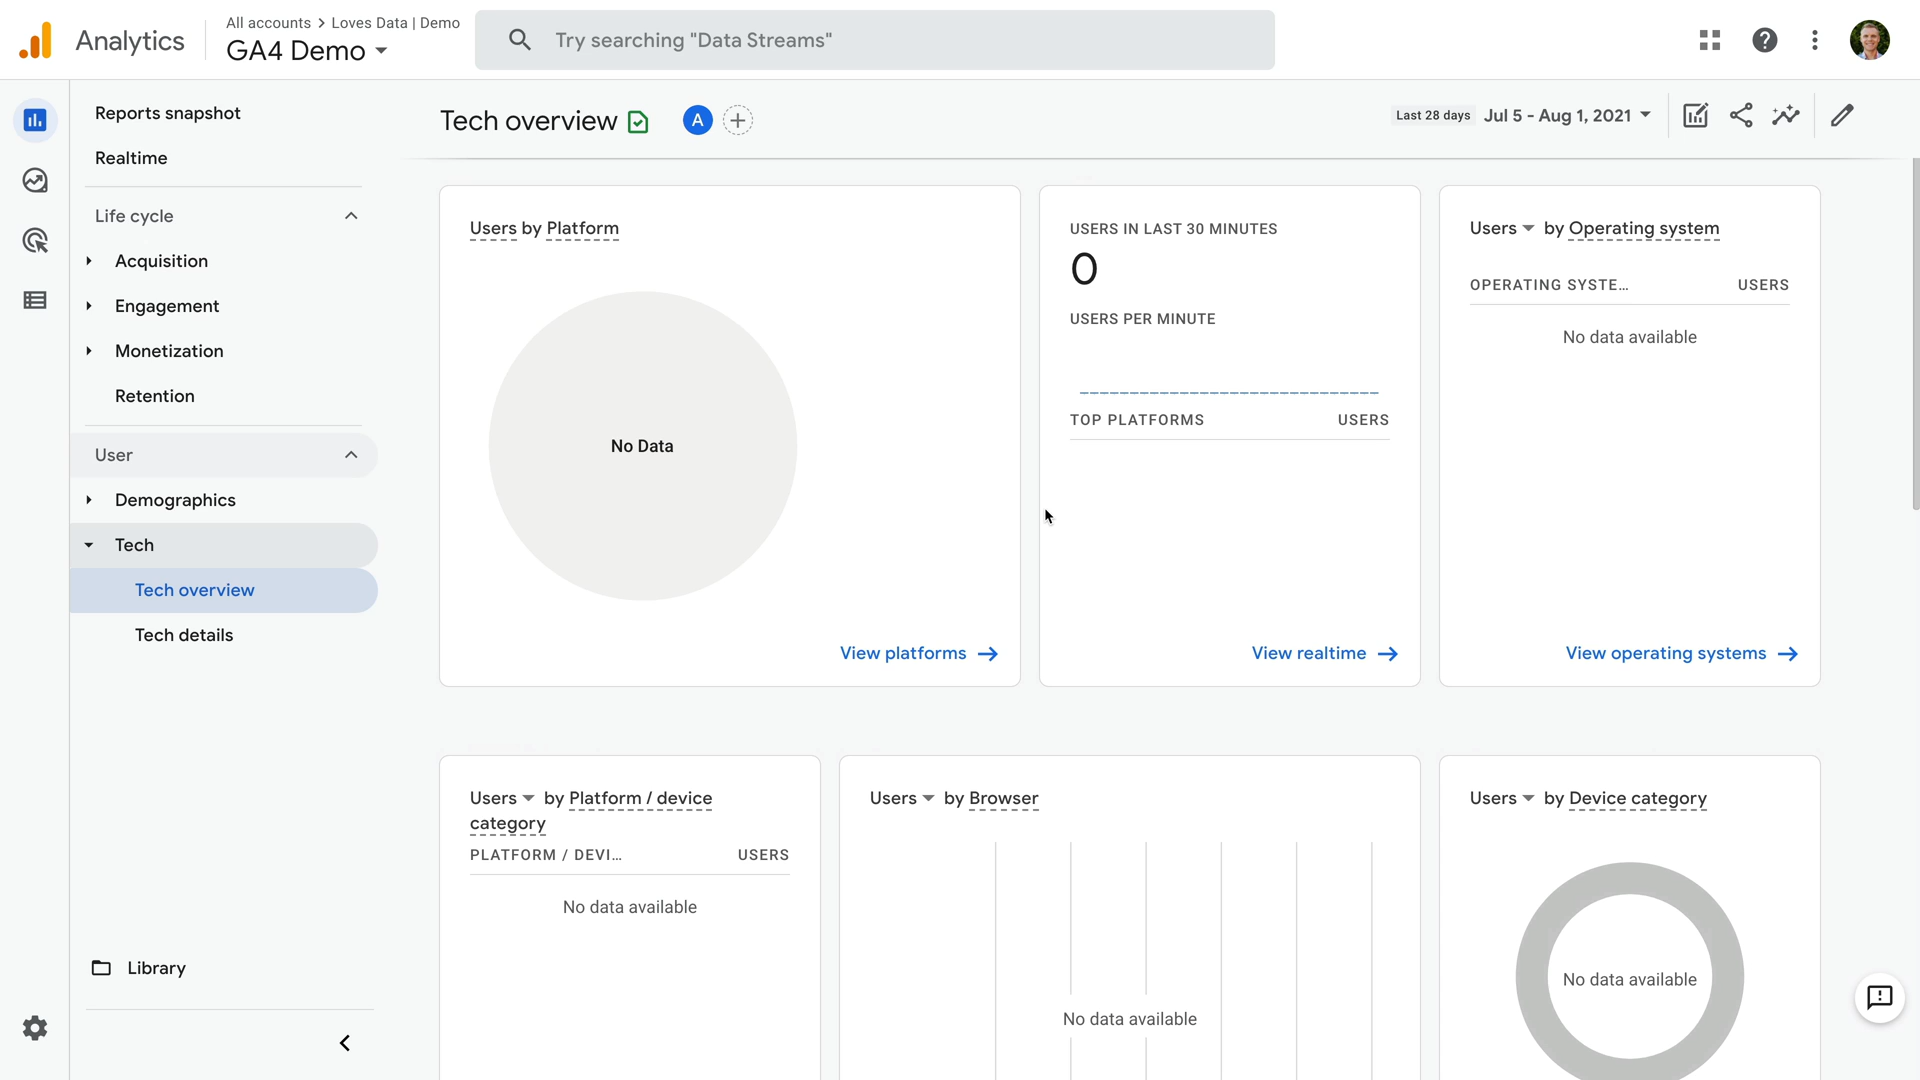 Analytics
All accounts > Loves Data | Demo
GA4 Demo
Try searching "Data Streams"
Reports snapshot
Realtime
Life cycle
Acquisition
Engagement
Monetization
Retention
User
Demographics
Tech
Tech overview
Tech details
Library
Tech overview
A
Last 28 days Jul 5 - Aug 1, 2021
Users by Platform
No Data
View platforms
USERS IN LAST 30 MINUTES
0
USERS PER MINUTE
TOP PLATFORMS USERS
View realtime
Users by Operating system
OPERATING SYSTE... USERS
No data available
View operating systems
Users by Platform / device
category
PLATFORM / DEVI... USERS
No data available
Users by Browser
No data available
Users by Device category
No data available